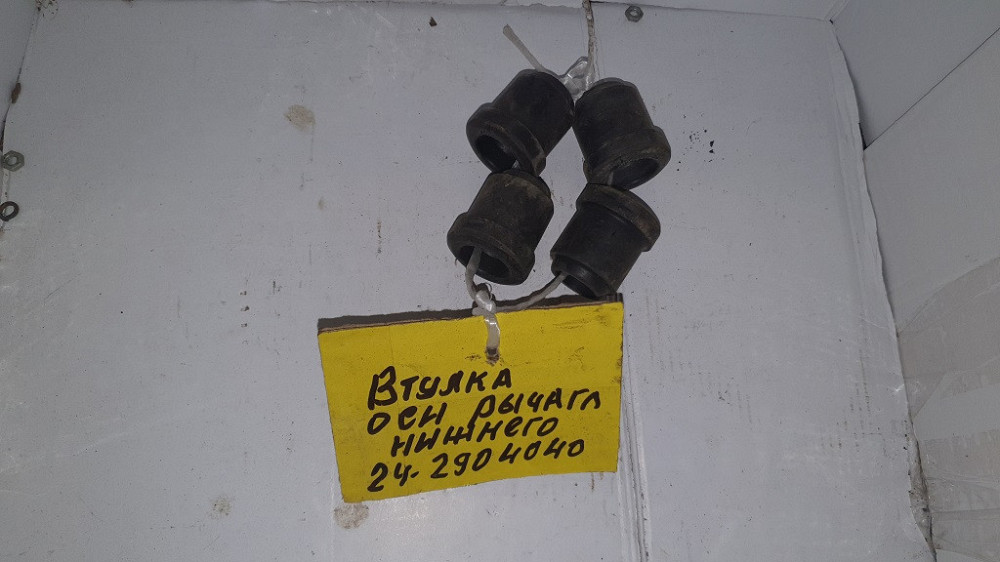 Втулка
оси рычага
нижнего
24-2904040